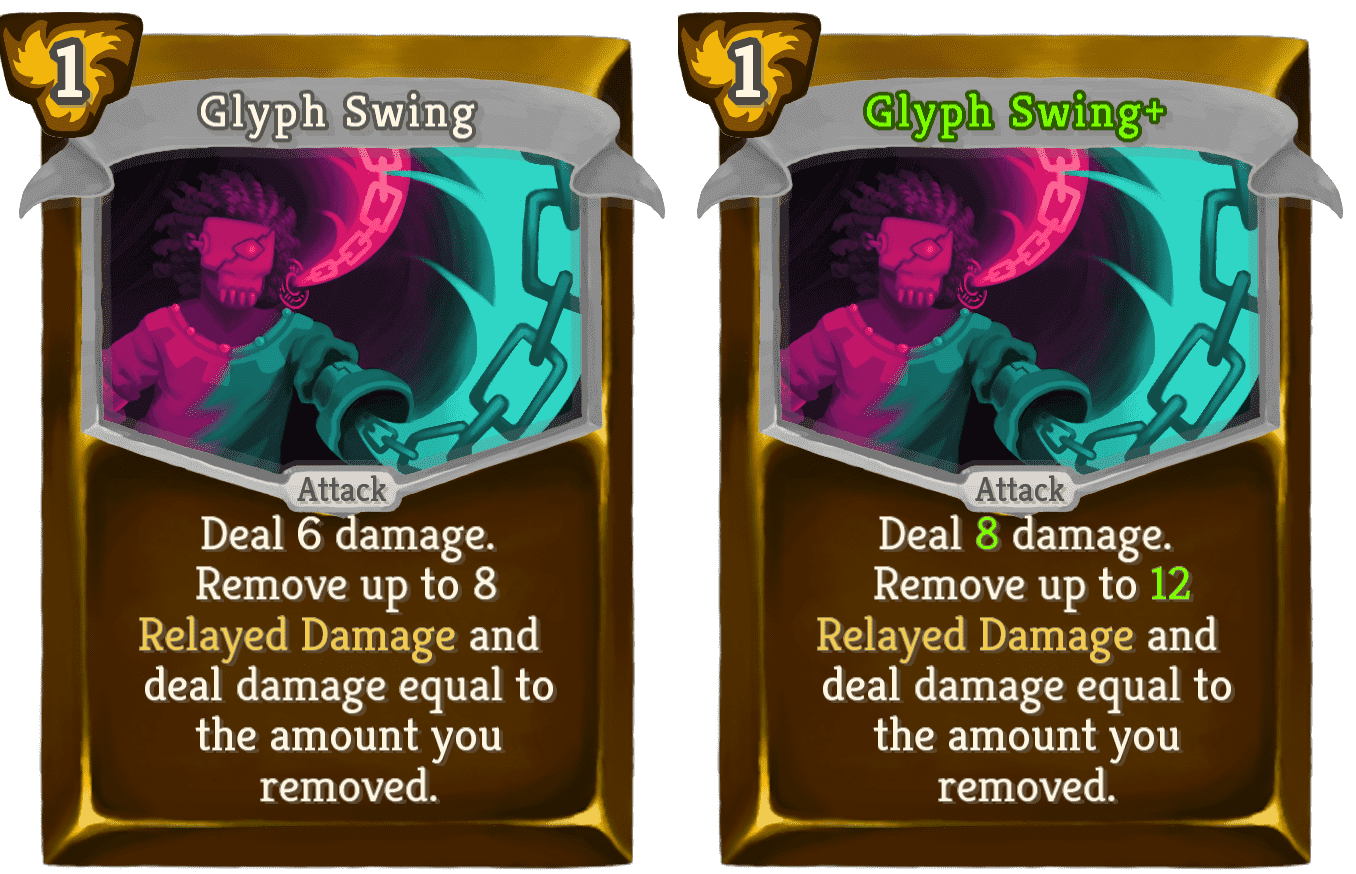 1
Glyph Swing
Attack
Deal 6 damage.
Remove up to 8
Relayed Damage and
deal damage equal to
the amount you
removed.
1
Glyph Swing+
Attack
Deal 8 damage.
Remove up to 12
Relayed Damage and
deal damage equal to
the amount you
removed.